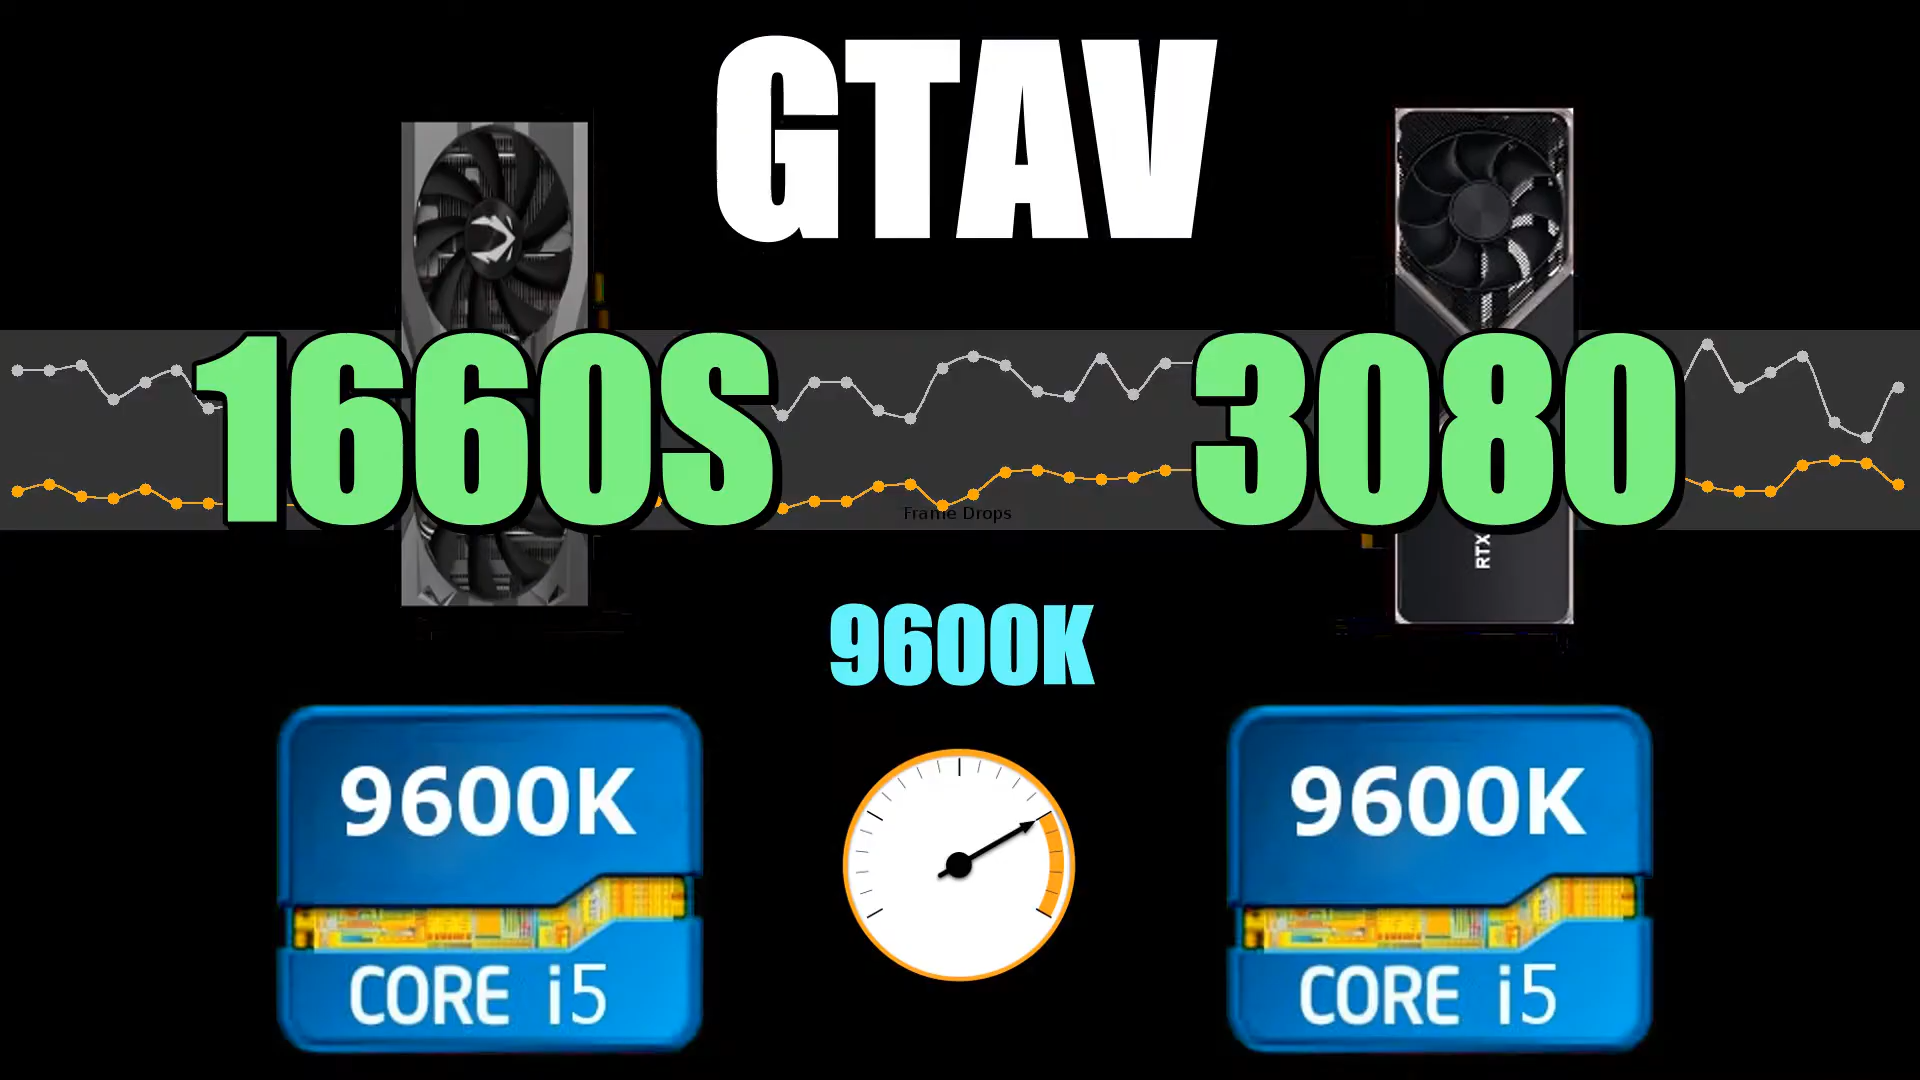 GTAV
1660S
3080
Frame Drops
RTX
9600K
9600K
CORE i5
9600K
CORE i5